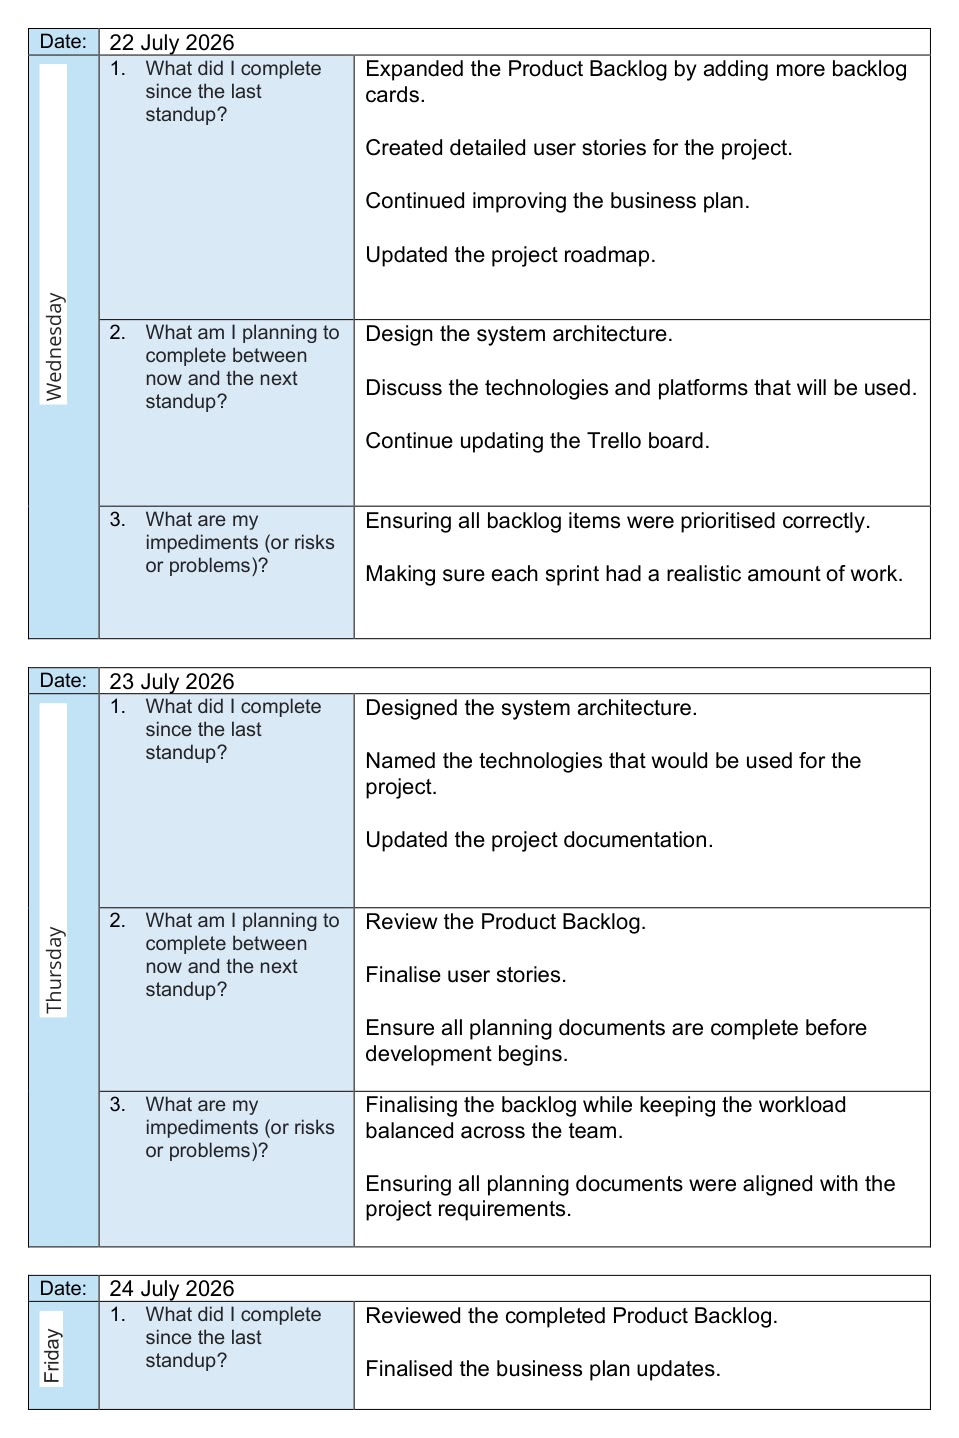 Date: 22 July 2026
Wednesday
1. What did I complete
since the last
standup?
Expanded the Product Backlog by adding more backlog
cards.
Created detailed user stories for the project.
Continued improving the business plan.
Updated the project roadmap.
2. What am I planning to
complete between
now and the next
standup?
Design the system architecture.
Discuss the technologies and platforms that will be used.
Continue updating the Trello board.
3. What are my
impediments (or risks
or problems)?
Ensuring all backlog items were prioritised correctly.
Making sure each sprint had a realistic amount of work.
Date: 23 July 2026
Thursday
1. What did I complete
since the last
standup?
Designed the system architecture.
Named the technologies that would be used for the
project.
Updated the project documentation.
2. What am I planning to
complete between
now and the next
standup?
Review the Product Backlog.
Finalise user stories.
Ensure all planning documents are complete before
development begins.
3. What are my
impediments (or risks
or problems)?
Finalising the backlog while keeping the workload
balanced across the team.
Ensuring all planning documents were aligned with the
project requirements.
Date: 24 July 2026
Friday
1. What did I complete
since the last
standup?
Reviewed the completed Product Backlog.
Finalised the business plan updates.